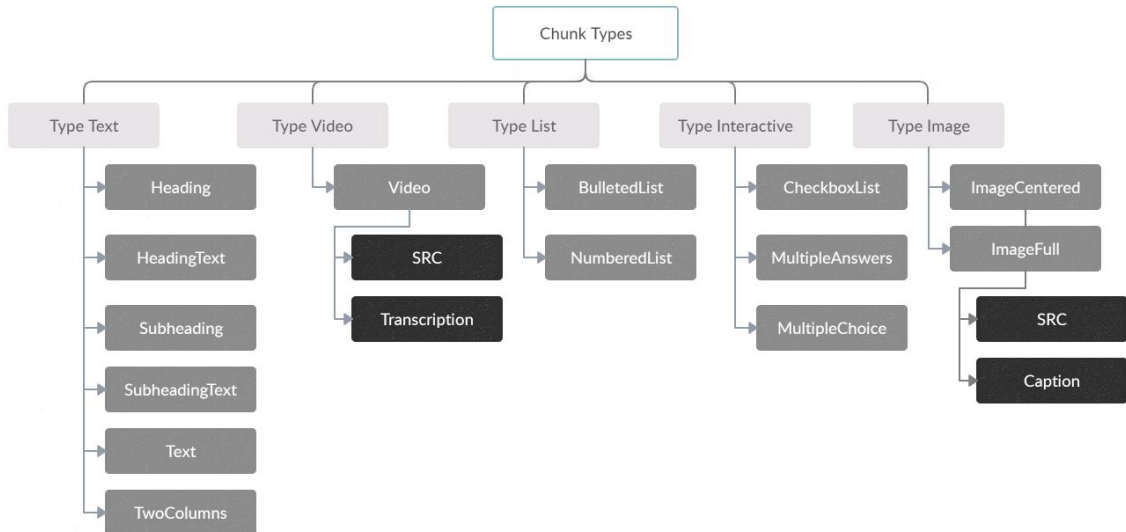 Chunk Types
Type Text
Type Video
Type List
Type Interactive
Type Image
Heading
Video
BulletedList
CheckboxList
ImageCentered
HeadingText
SRC
NumberedList
MultipleAnswers
ImageFull
Subheading
Transcription
MultipleChoice
SRC
SubheadingText
Caption
Text
TwoColumns